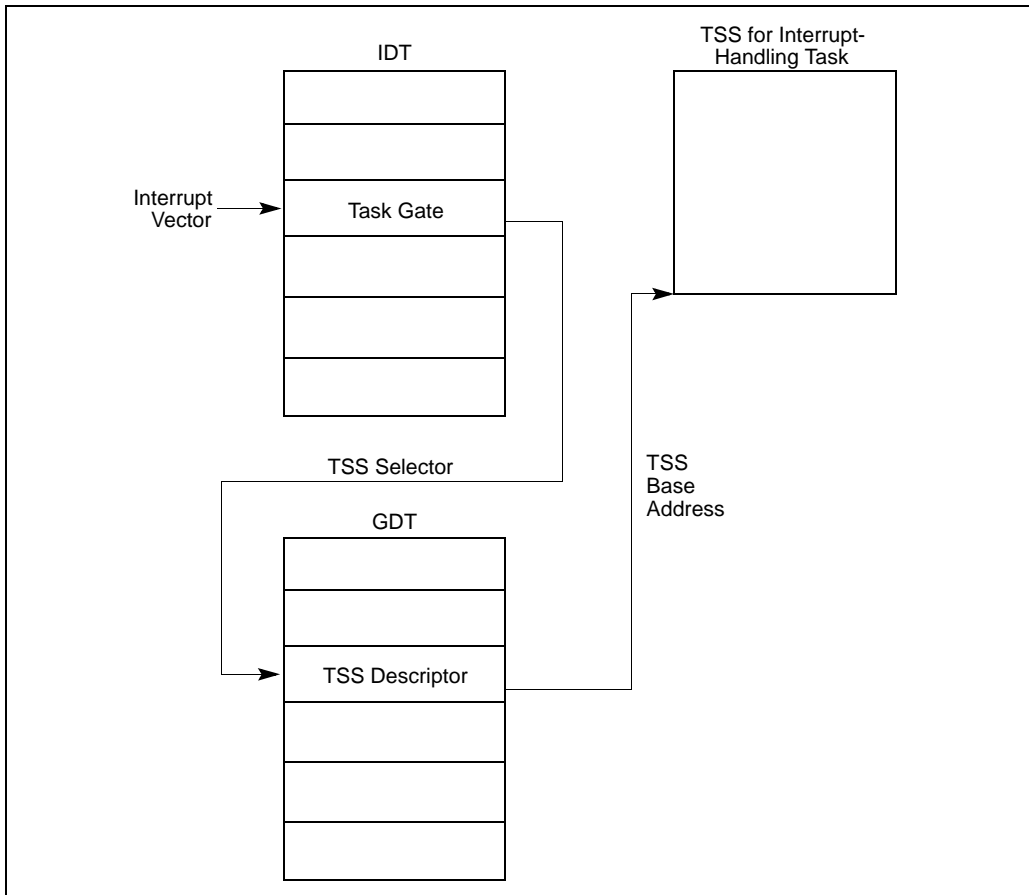 TSS for Interrupt-
Handling Task
IDT
Interrupt
Vector
Task Gate
TSS Selector
TSS
Base
Address
GDT
TSS Descriptor